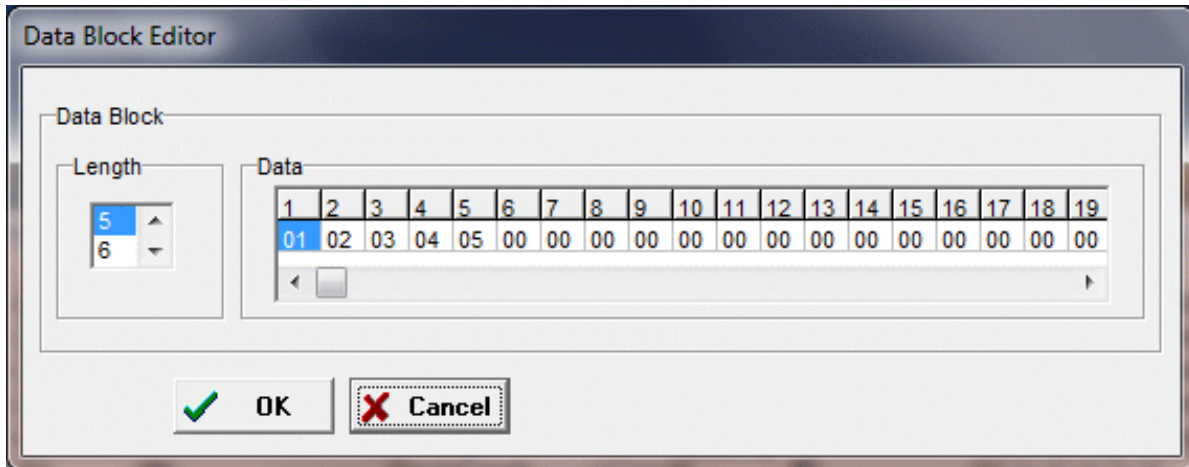 Data Block Editor
Data Block
Length
Data
5
6
1 2 3 4 5 6 7 8 9 10 11 12 13 14 15 16 17 18 19
01 02 03 04 05 00 00 00 00 00 00 00 00 00 00 00 00 00 00
OK
Cancel